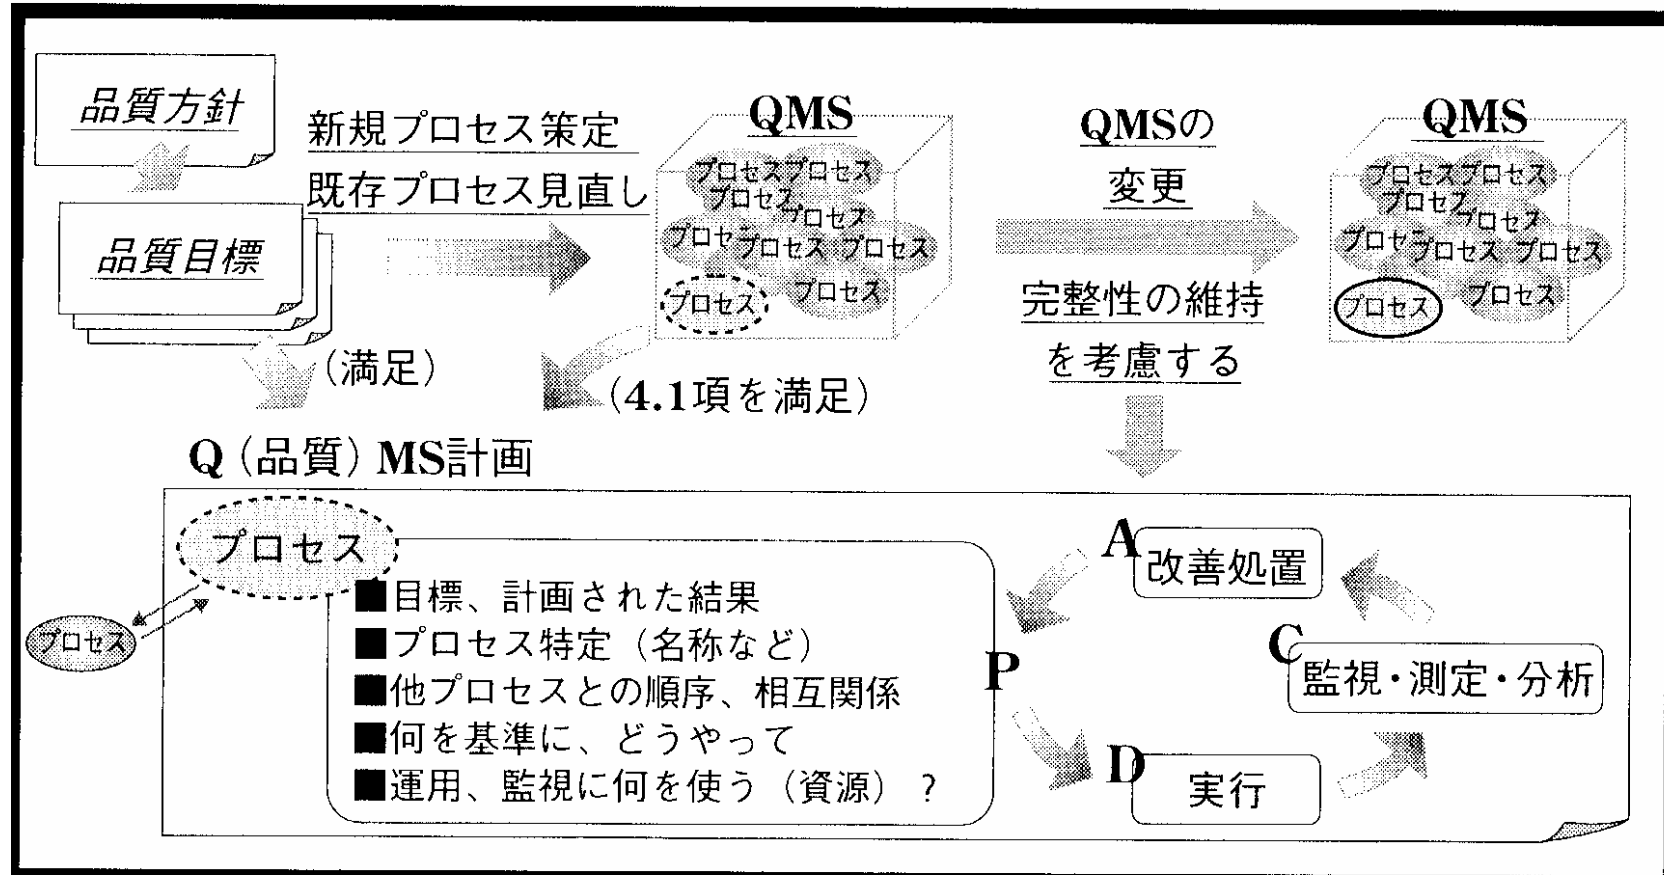 品質方針
品質目標
新規プロセス策定
既存プロセス見直し
QMS
プロセス プロセス
プロセス
プロセス
プロセ プロセス プロセス
プロセス プロセス
QMSの
変更
完整性の維持
を考慮する
QMS
プロセス プロセス
プロセス
プロセス
プロセ プロセス プロセス
プロセス プロセス
(満足)
(4.1項を満足)
Q(品質)MS計画
プロセス
プロセス
■目標、計画された結果
■プロセス特定(名称など)
■他プロセスとの順序、相互関係
■何を基準に、どうやって
■運用、監視に何を使う(資源)?
P
A
改善処置
C
監視・測定・分析
D
実行